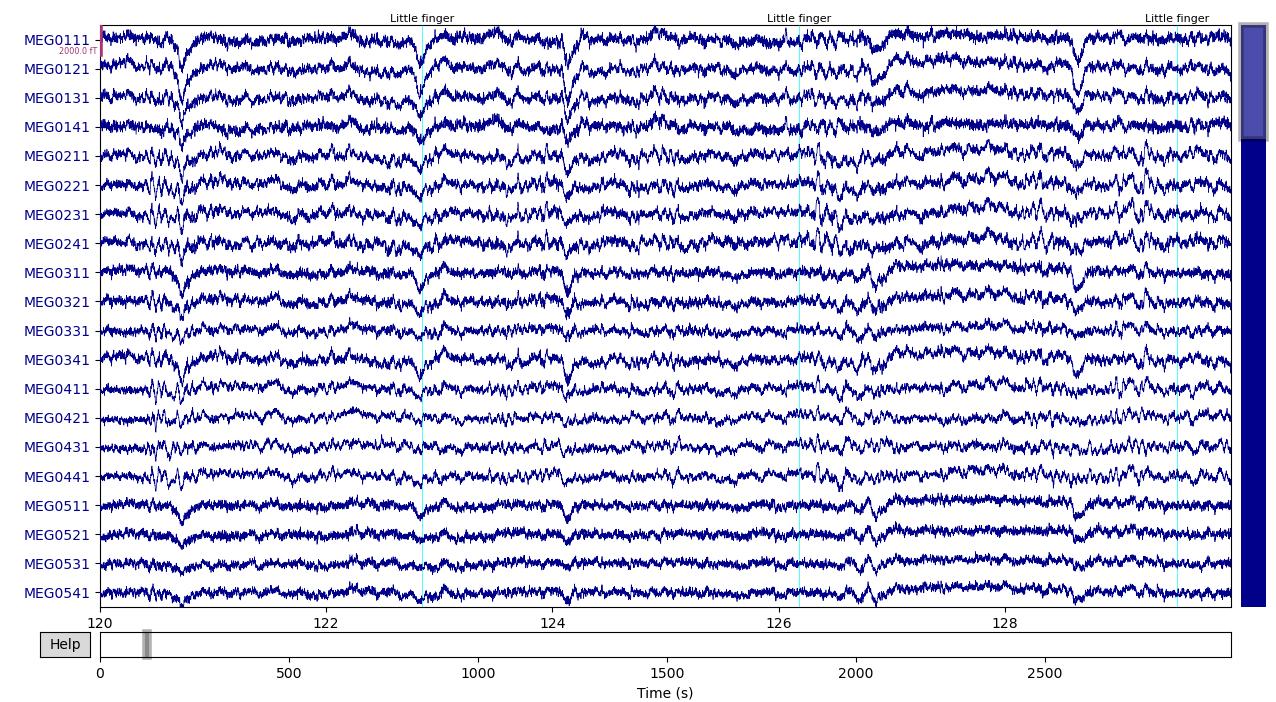 Little finger Little finger Little finger
MEG0111
2000.0 fT
MEG0121
MEG0131
MEG0141
MEG0211
MEG0221
MEG0231
MEG0241
MEG0311
MEG0321
MEG0331
MEG0341
MEG0411
MEG0421
MEG0431
MEG0441
MEG0511
MEG0521
MEG0531
MEG0541
120 122 124 126 128
Help
0 500 1000 1500 2000 2500
Time (s)